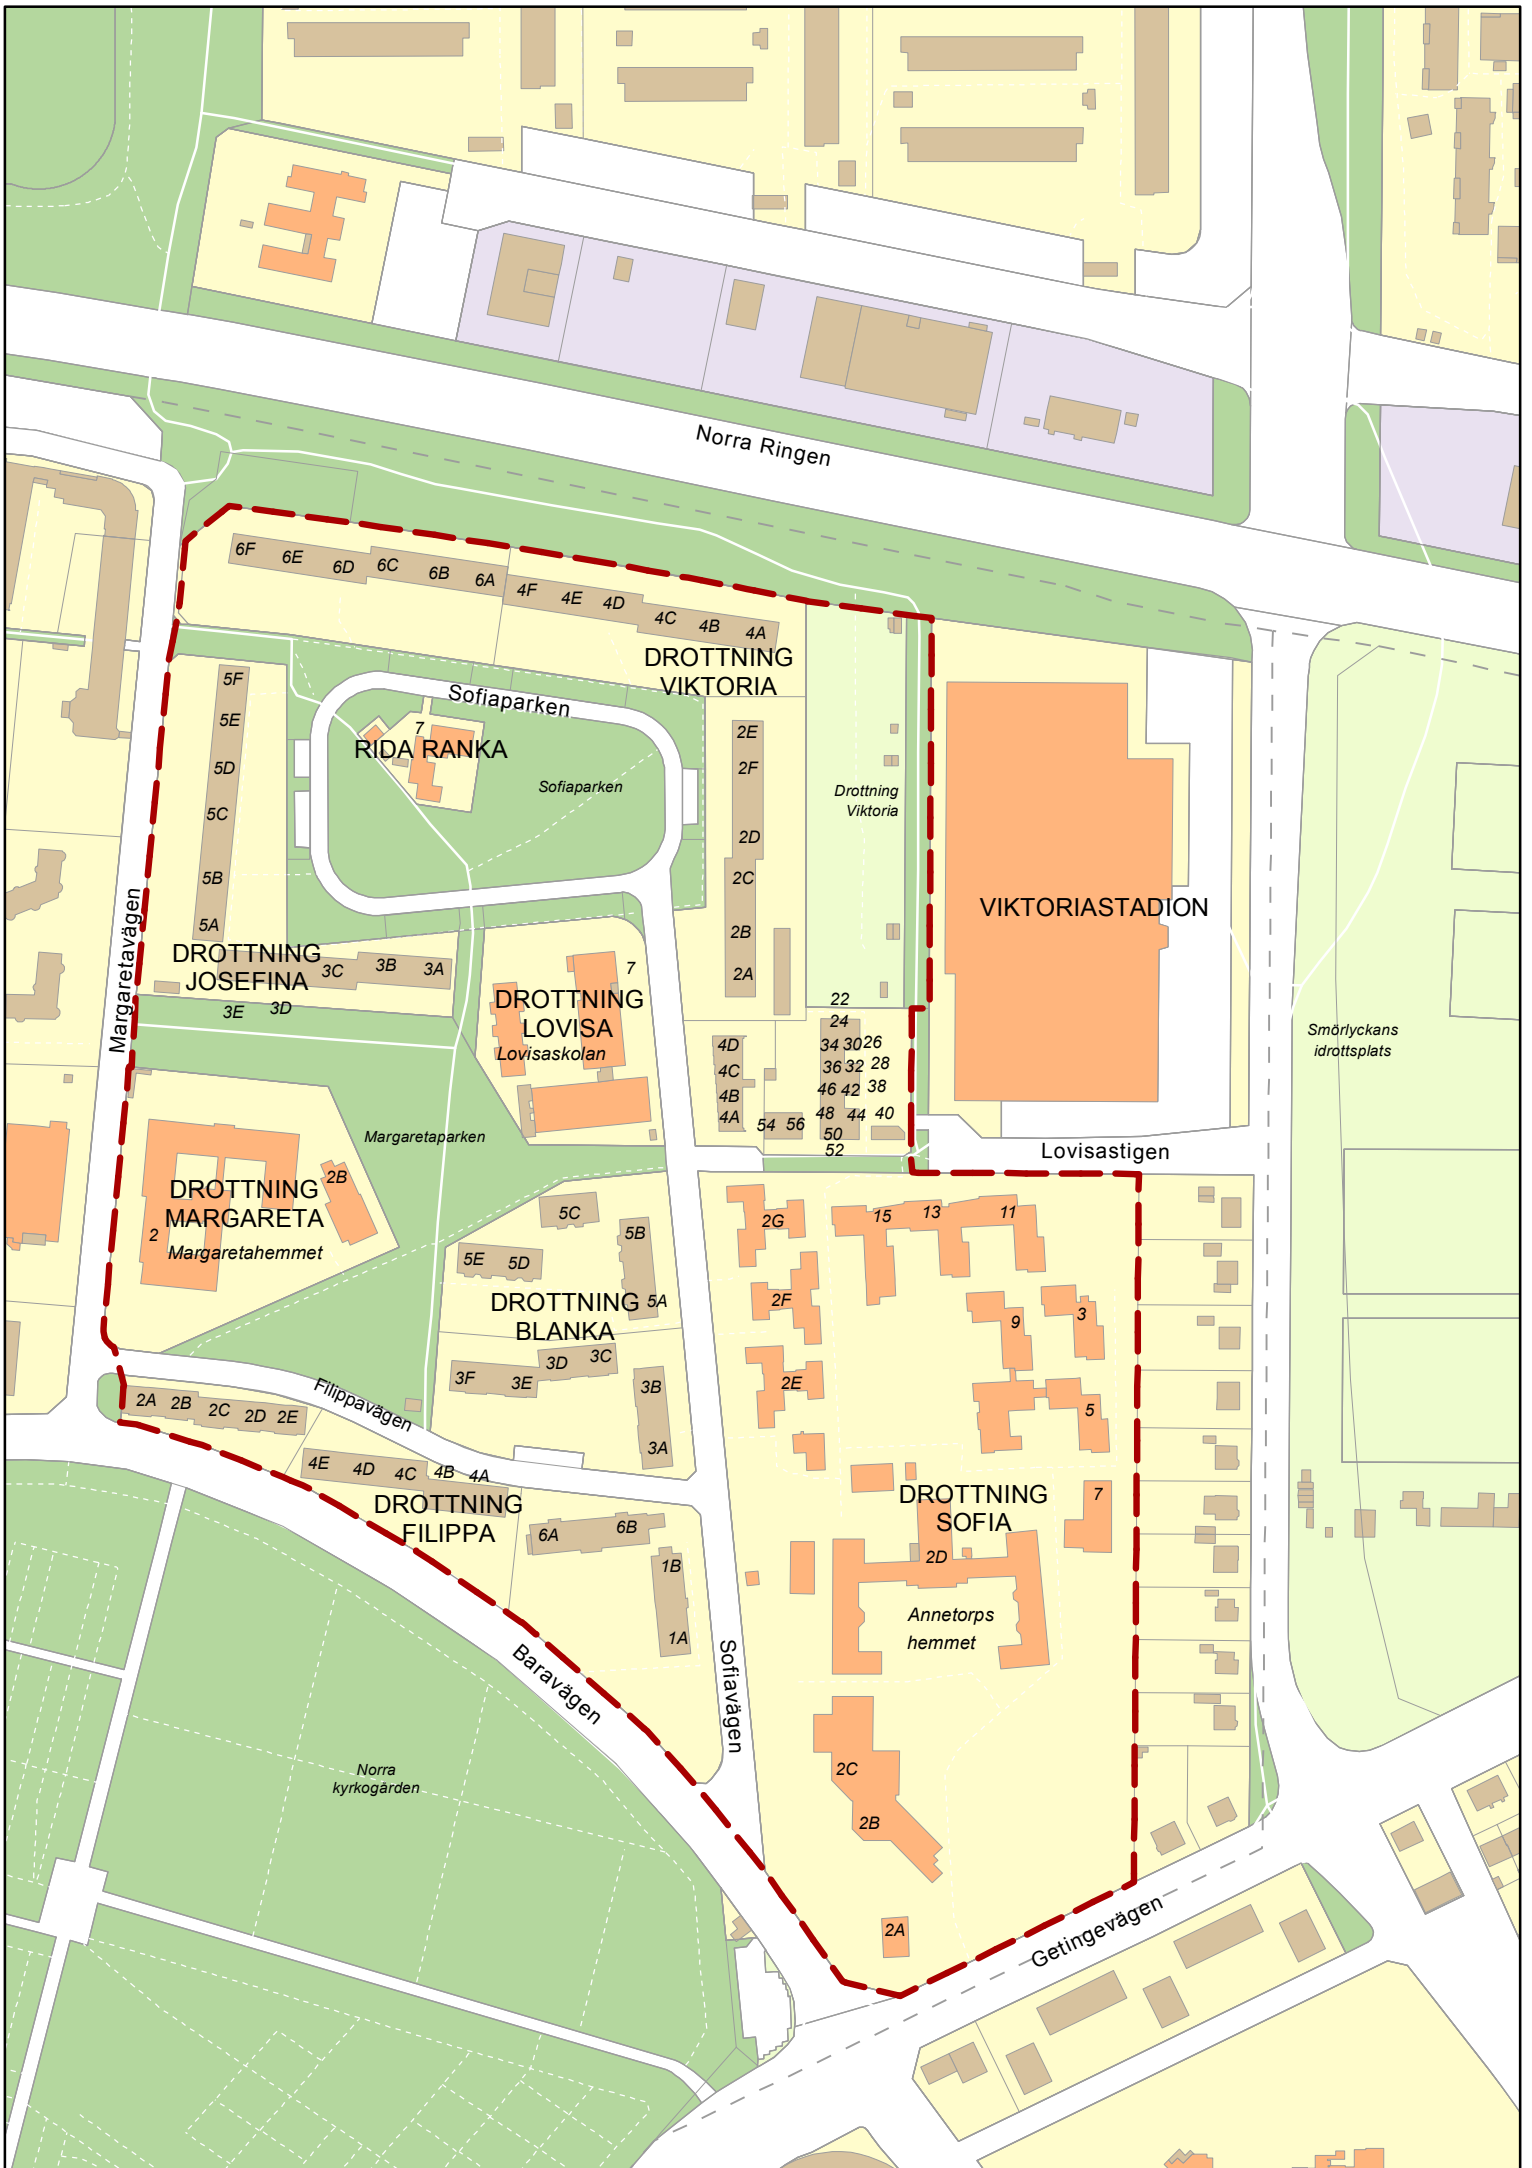 Norra Ringen
6F
6E
6D
6C
6B
6A
4F
4E
4D
4C
4B
4A
DROTTNING
VIKTORIA
5F
5E
5D
5C
5B
5A
Sofiaparken
7
RIDA RANKA
Sofiaparken
2E
2F
2D
2C
2B
2A
Drottning
Viktoria
VIKTORIASTADION
Margaretavägen
DROTTNING
JOSEFINA
3C
3B
3A
3E
3D
7
DROTTNING
LOVISA
Lovisaskolan
22
24
34 30 26
36 32 28
46 42 38
48 44 40
50
52
54 56
4D
4C
4B
4A
Smörlyckans
idrottsplats
Margaretaparken
Lovisastigen
DROTTNING
MARGARETA
Margaretahemmet
2
2B
5C
5B
5E
5D
5A
DROTTNING
BLANKA
3F
3E
3D
3C
3B
3A
2G
15
13
11
2F
9
3
2E
5
Filippavägen
2A
2B
2C
2D
2E
4E
4D
4C
4B
4A
DROTTNING
FILIPPA
6A
6B
1B
1A
DROTTNING
SOFIA
7
2D
Annetorps
hemmet
Baravägen
Sofiavägen
Norra
kyrkogården
2C
2B
2A
Getingevägen